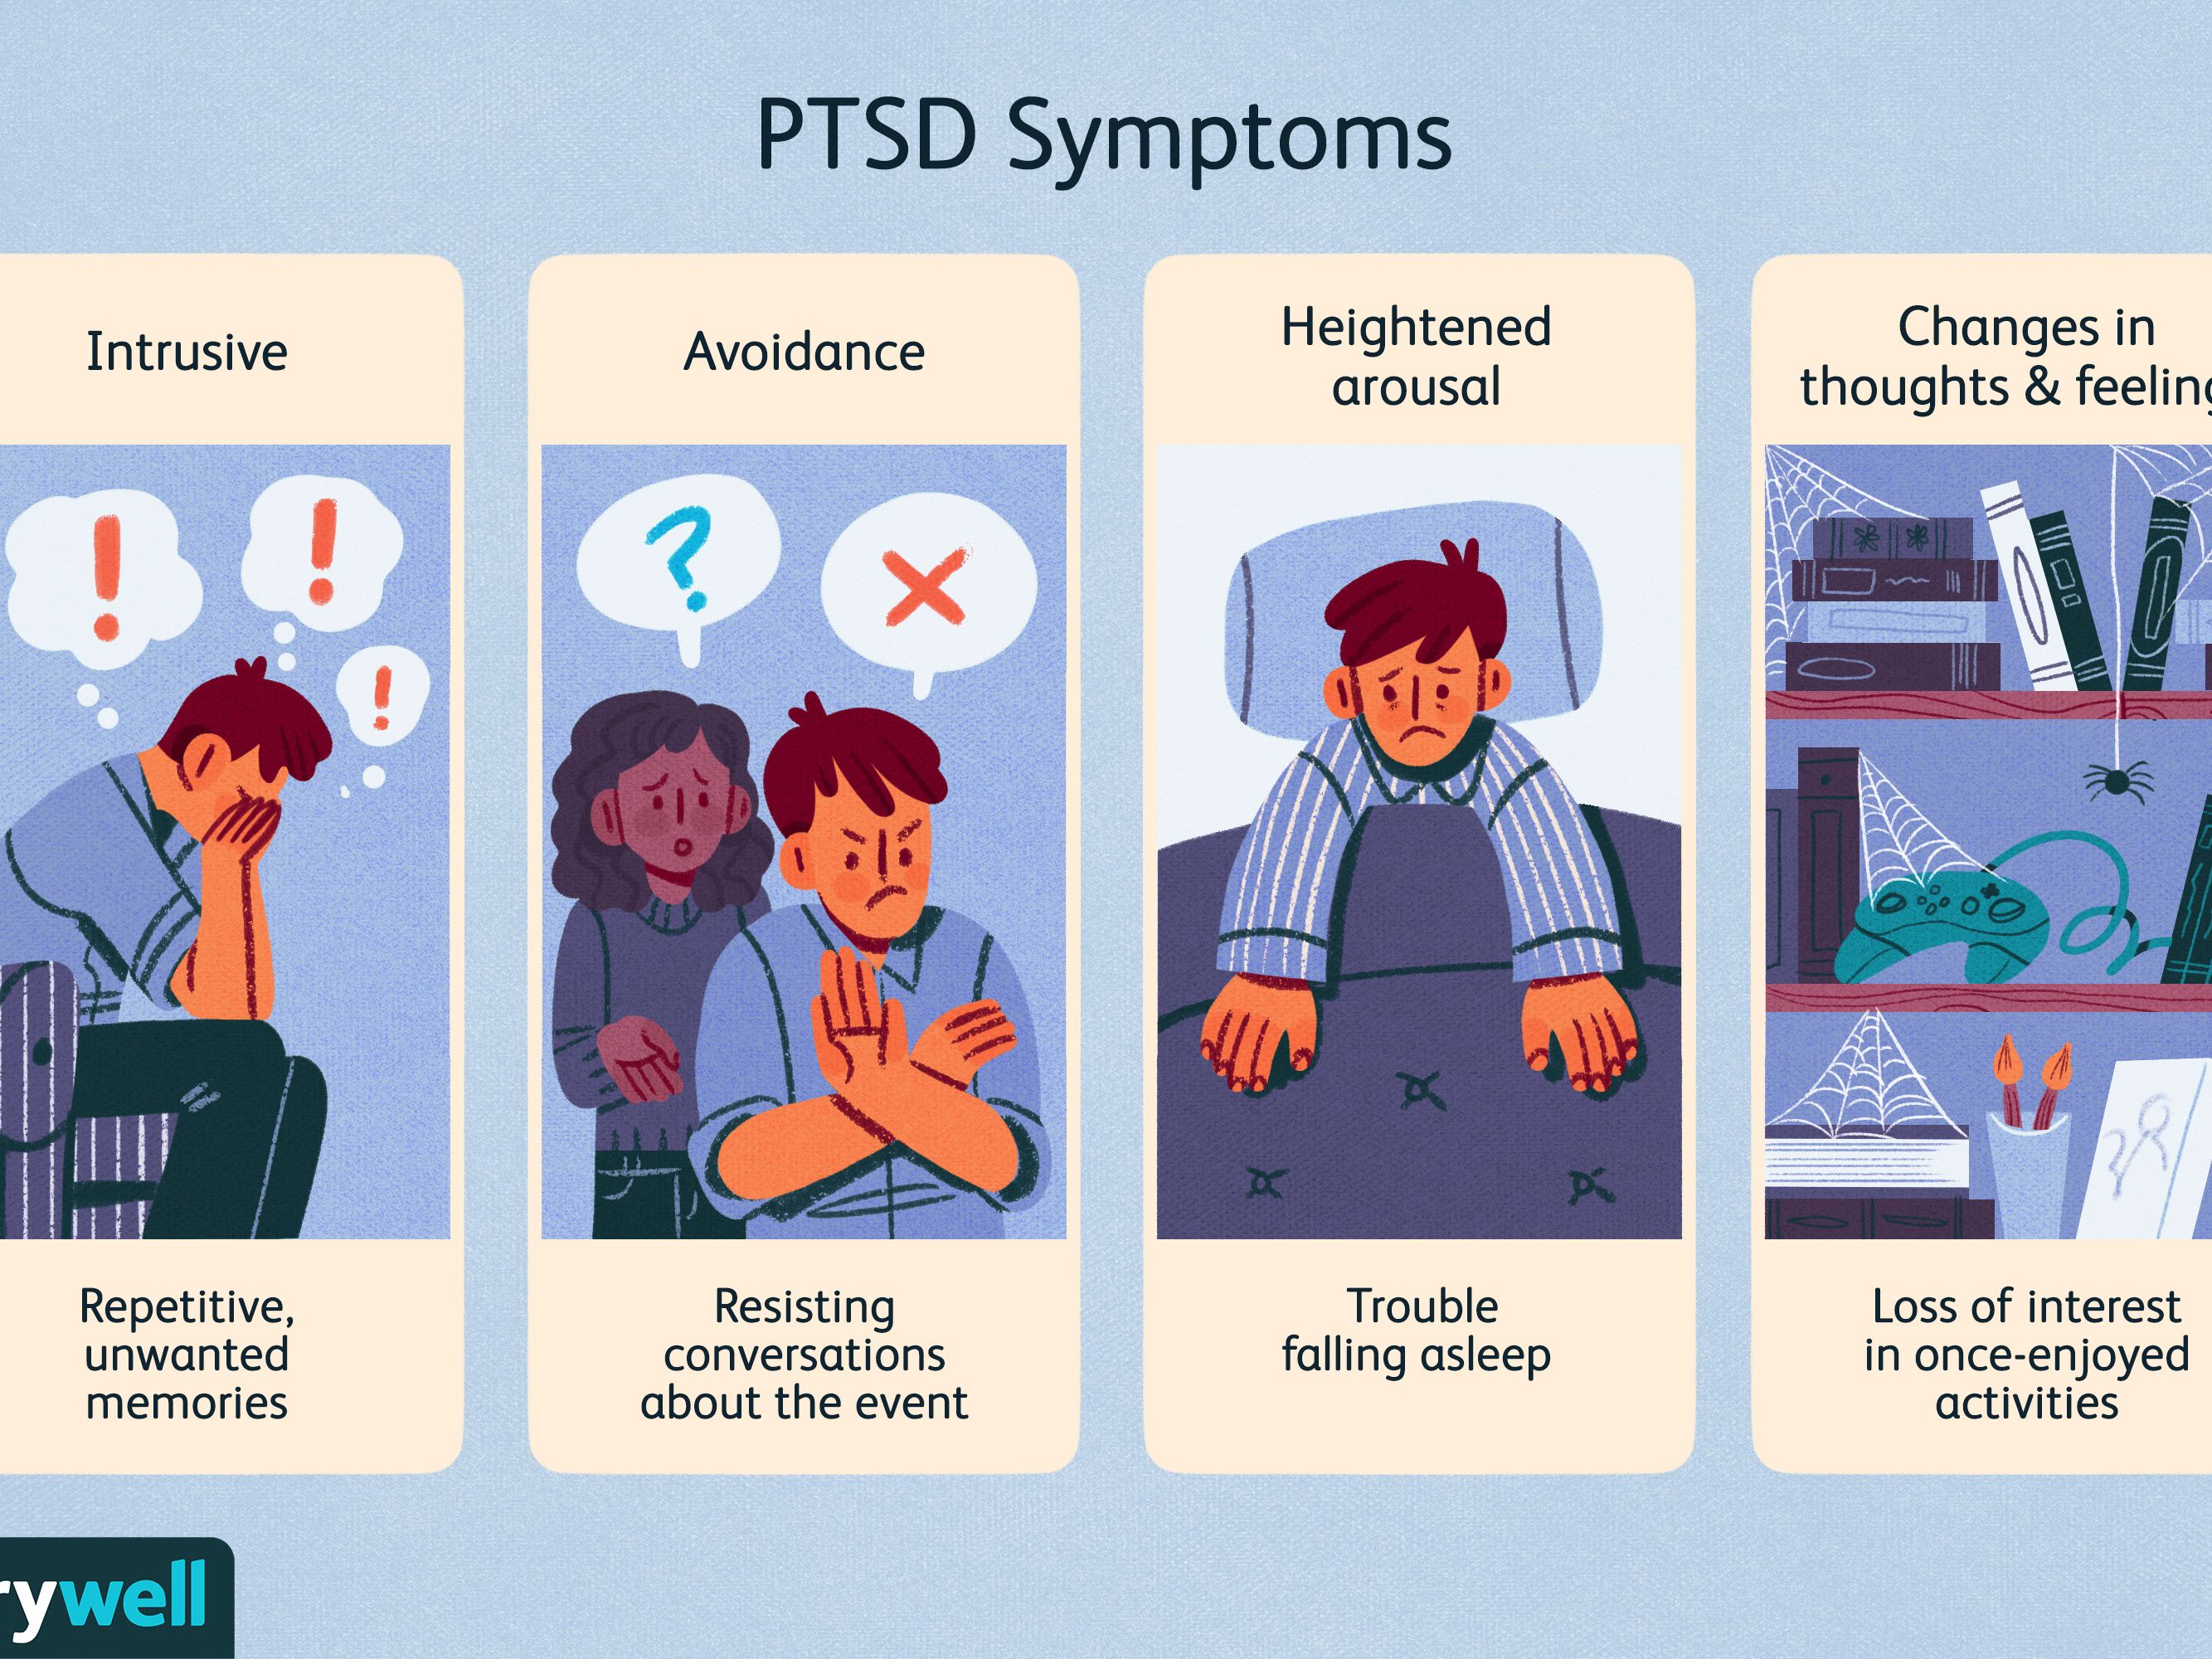 PTSD Symptoms
Intrusive
Repetitive,
unwanted
memories
Avoidance
Resisting
conversations
about the event
Heightened
arousal
Trouble
falling asleep
Changes in
thoughts & feeling
Loss of interest
in once-enjoyed
activities
rywell